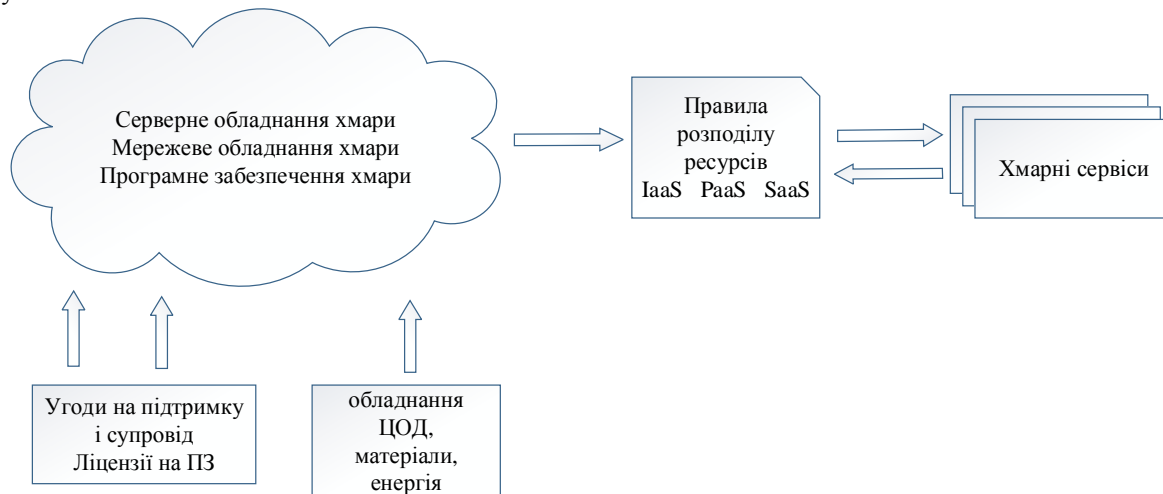 у
Серверне обладнання хмари
Мережеве обладнання хмари
Програмне забезпечення хмари
Правила
розподілу
ресурсів
IaaS PaaS SaaS
Хмарні сервіси
Угоди на підтримку
і супровід
Ліцензії на ПЗ
обладнання
ЦОД,
матеріали,
енергія